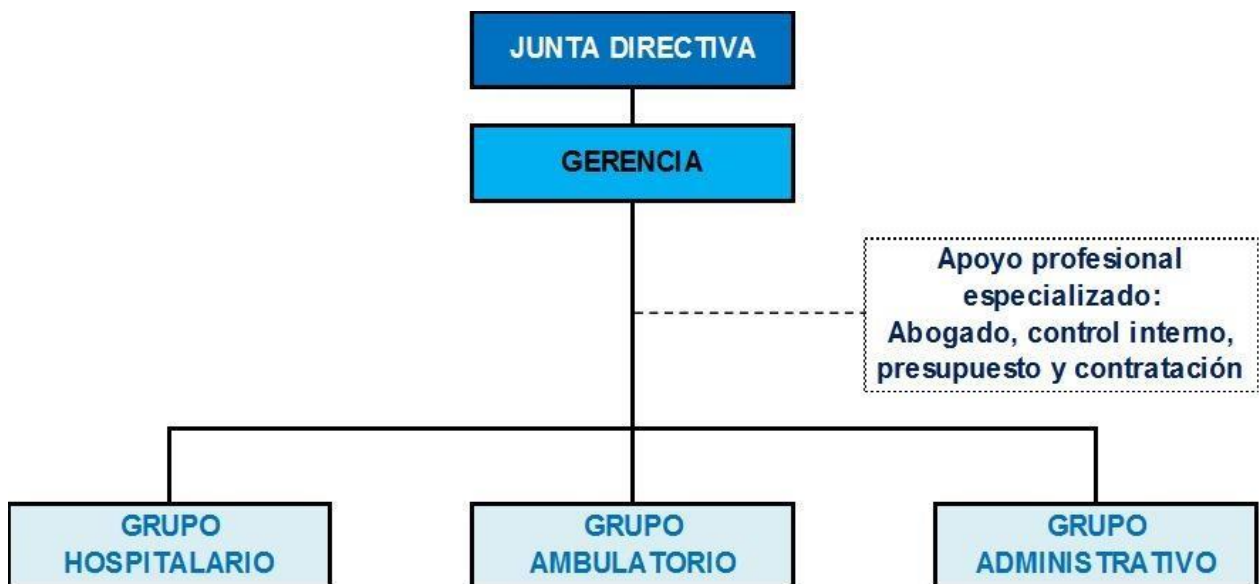 JUNTA DIRECTIVA
GERENCIA
Apoyo profesional
especializado:
Abogado, control interno,
presupuesto y contratación
GRUPO
HOSPITALARIO
GRUPO
AMBULATORIO
GRUPO
ADMINISTRATIVO